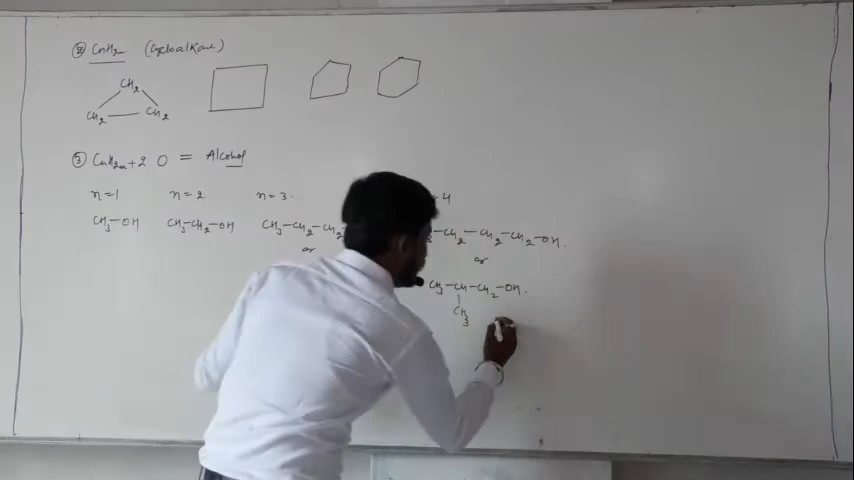 ② CnH2n (Cycloalkane)
CH2
CH2 CH2
③ CnH2n+2 O = Alcohol
n=1 n=2 n=3. 4
CH3-OH CH3-CH2-OH CH3-CH2-CH2 -CH2-CH2-CH2-OH.
or or
CH3-CH-CH2-OH.
CH3